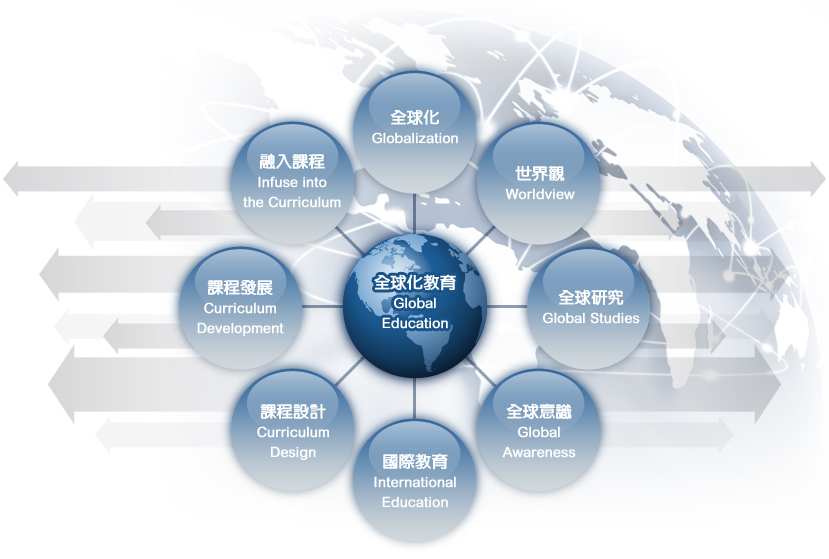 全球化
Globalization
世界觀
Worldview
全球研究
Global Studies
全球意識
Global
Awareness
國際教育
International
Education
課程設計
Curriculum
Design
課程發展
Curriculum
Development
融入課程
Infuse into
the Curriculum
全球化教育
Global
Education